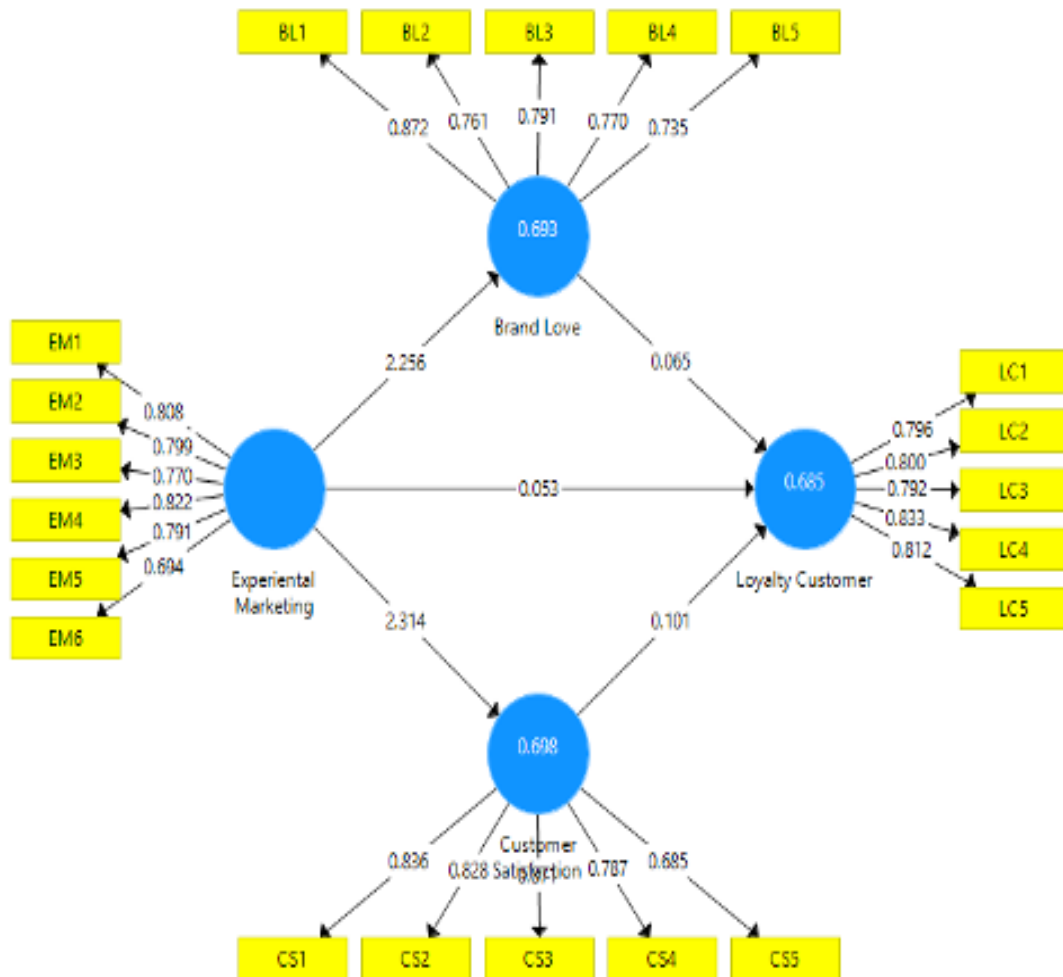 BL1 BL2 BL3 BL4 BL5
0.872 0.761 0.791 0.770 0.735
0.693
Brand Love
2.256
0.065
EM1
EM2
EM3
EM4
EM5
EM6
0.808
0.799
0.770
0.822
0.791
0.694
Experiental
Marketing
0.053
0.685
Loyalty Customer
0.796
0.800
0.792
0.833
0.812
LC1
LC2
LC3
LC4
LC5
2.314
0.101
0.698
Customer
Satisfaction
0.836 0.828 0.787 0.685
CS1 CS2 CS3 CS4 CS5